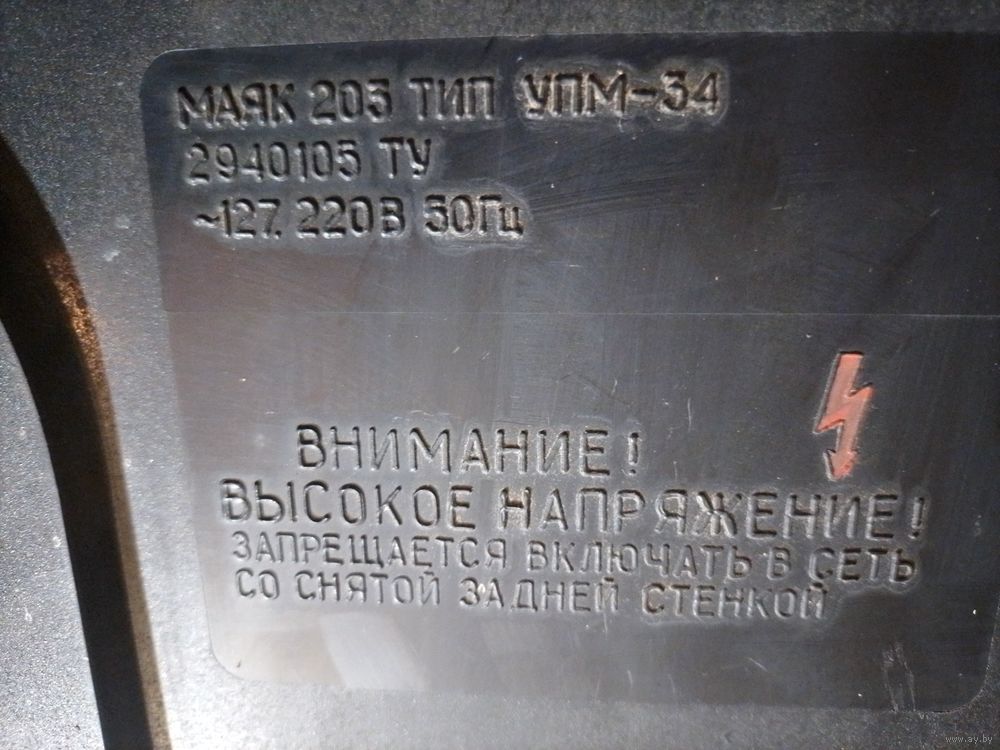 МАЯК 203 ТИП УПМ-34
2940105 ТУ
~127. 220В 50Гц
ВНИМАНИЕ!
ВЫСОКОЕ НАПРЯЖЕНИЕ!
ЗАПРЕЩАЕТСЯ ВКЛЮЧАТЬ В СЕТЬ
СО СНЯТОЙ ЗАДНЕЙ СТЕНКОЙ
www.ay.by